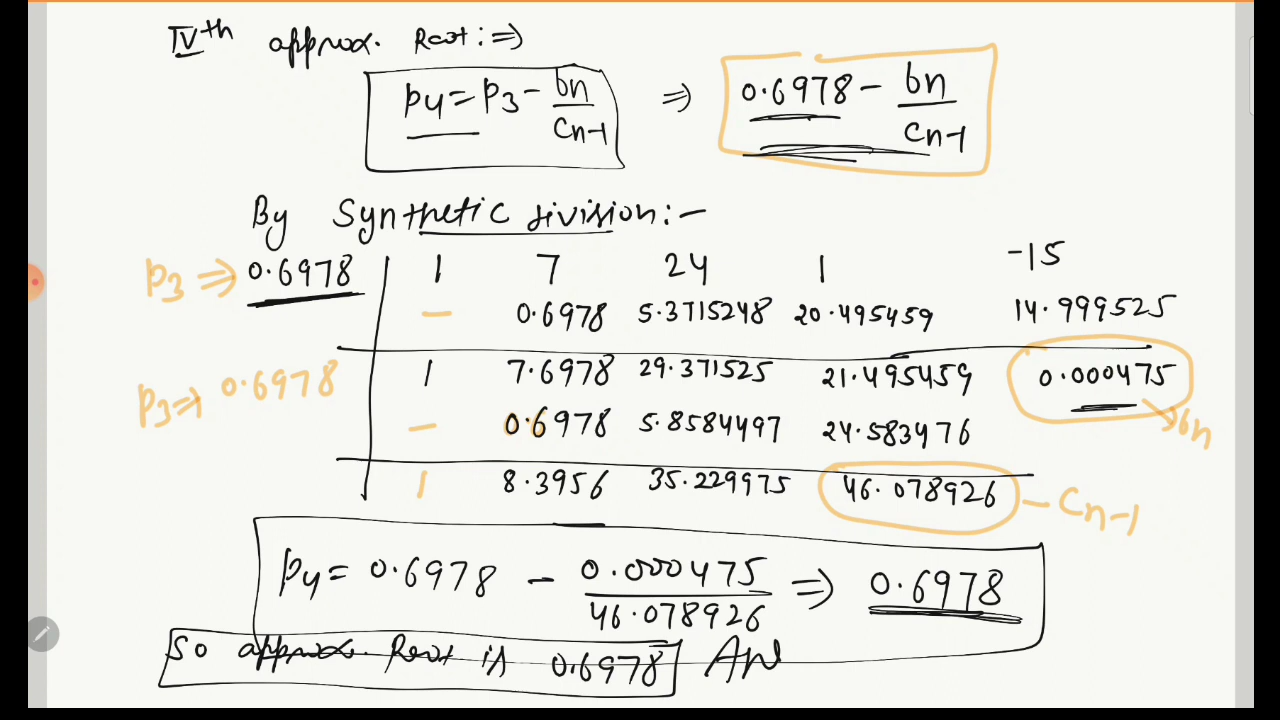 IVth approx. Root :⇒
p4 = p3 - bn/cn-1 ⇒ 0.6978 - bn/cn-1
By Synthetic division :-
p3 ⇒ 0.6978 | 1 7 24 1 -15
- 0.6978 5.3715248 20.495459 14.999525
p3 ⇒ 0.6978 1 7.6978 29.371525 21.495459 0.000475 → bn
- 0.6978 5.8584497 24.583476
1 8.3956 35.229975 46.078926 - Cn-1
p4 = 0.6978 - 0.000475/46.078926 ⇒ 0.6978
So approx. Root is 0.6978 Ans